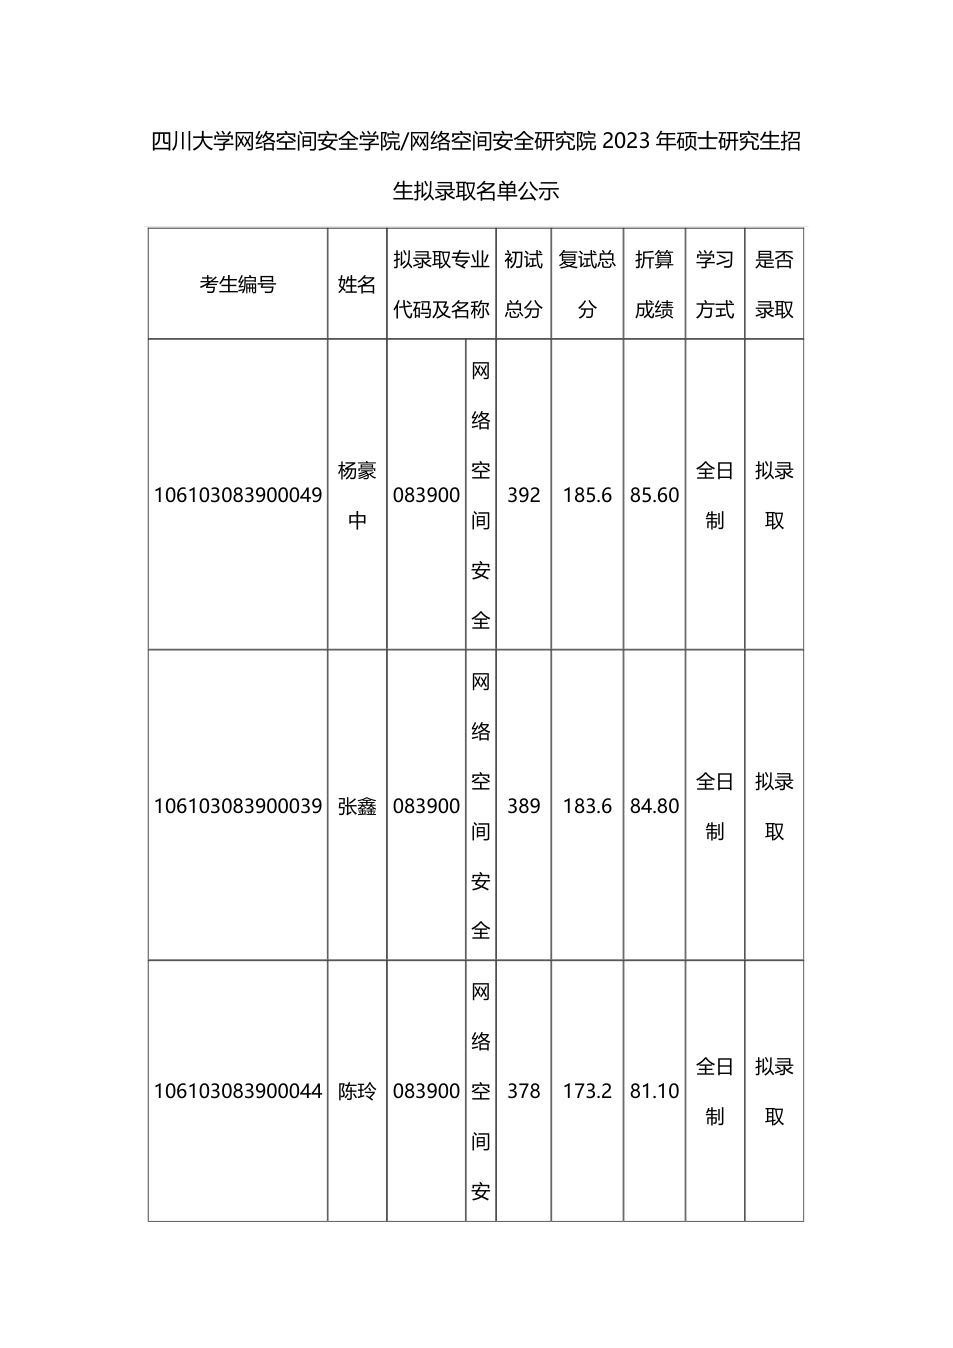 四川大学网络空间安全学院/网络空间安全研究院 2023 年硕士研究生招
生拟录取名单公示
考生编号 姓名 拟录取专业 初试 复试总 折算 学习 是否
代码及名称 总分 分 成绩 方式 录取
106103083900049 杨豪 083900 网 392 185.6 85.60 全日 拟录
中 络 制 取
空
间
安
全
106103083900039 张鑫 083900 网 389 183.6 84.80 全日 拟录
络 制 取
空
间
安
全
106103083900044 陈玲 083900 网 378 173.2 81.10 全日 拟录
络 制 取
空
间
安